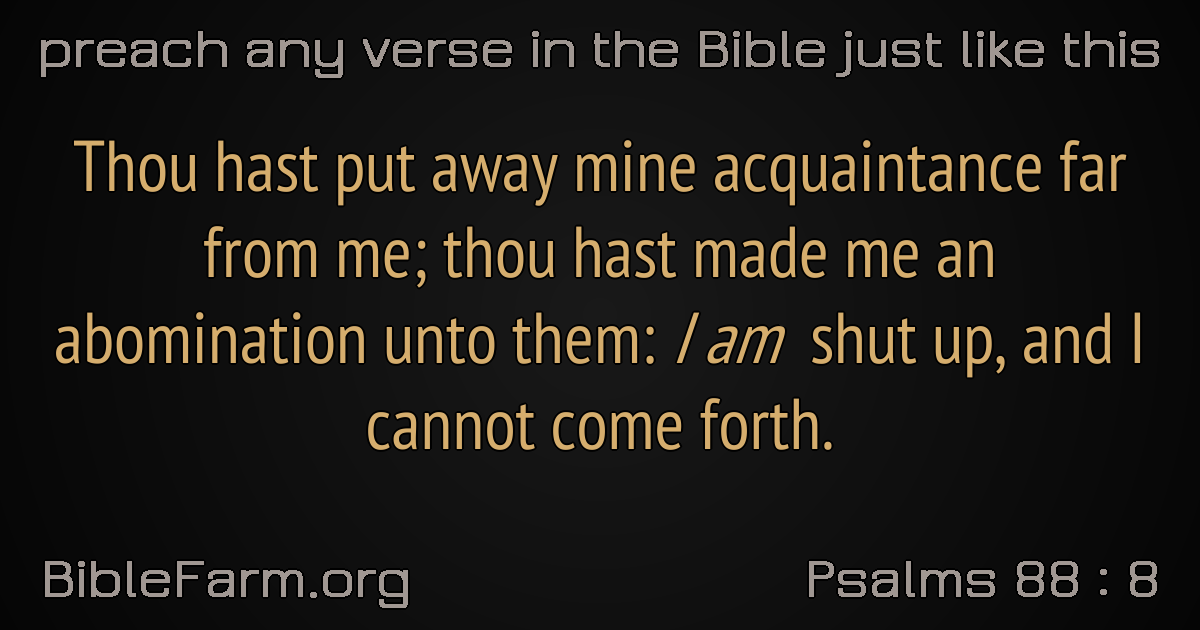 preach any verse in the Bible just like this
Thou hast put away mine acquaintance far
from me; thou hast made me an
abomination unto them: I am shut up, and I
cannot come forth.
BibleFarm.org
Psalms 88 : 8